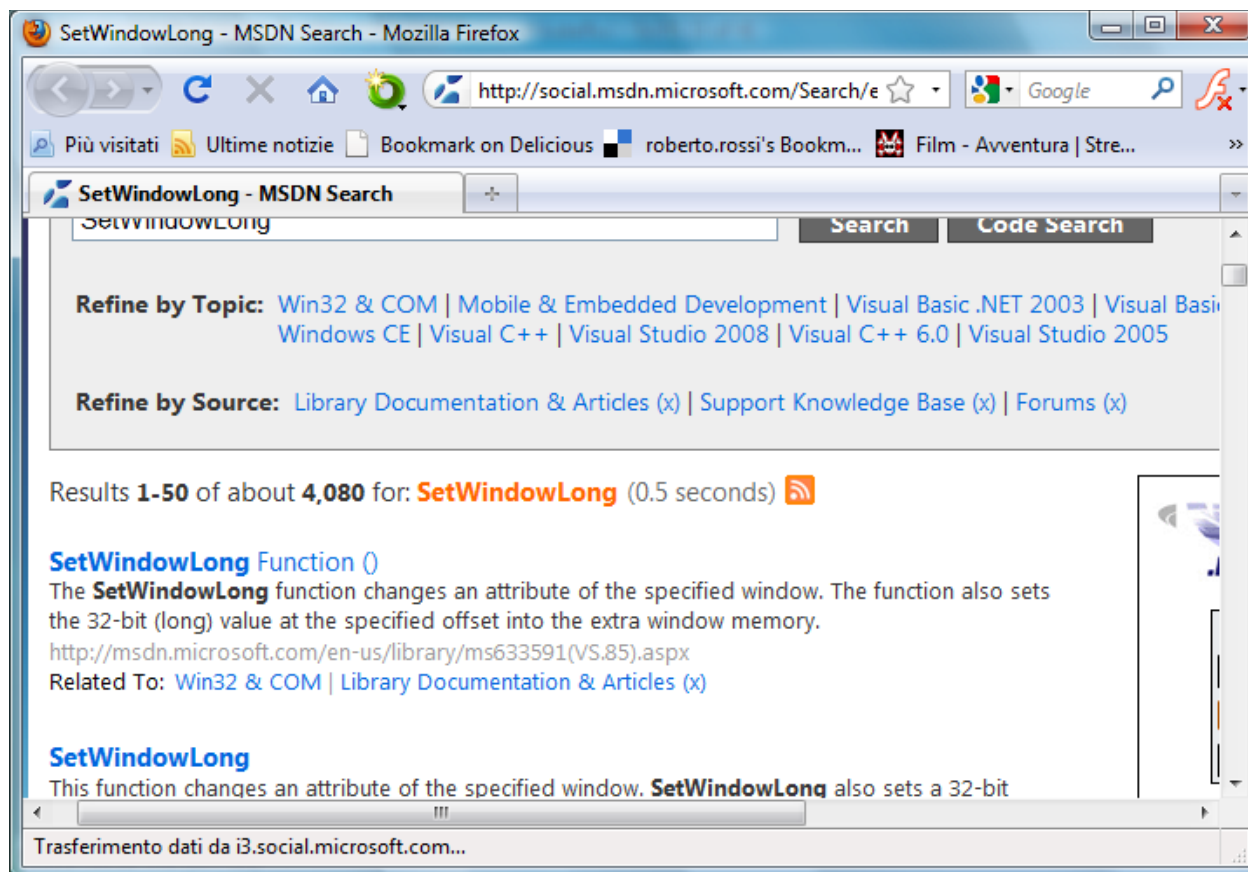 SetWindowLong - MSDN Search - Mozilla Firefox
http://social.msdn.microsoft.com/Search/e
Google
Più visitati Ultime notizie Bookmark on Delicious roberto.rossi's Bookm... Film - Avventura | Stre... »
SetWindowLong - MSDN Search
SetWindowLong Search Code Search
Refine by Topic: Win32 & COM | Mobile & Embedded Development | Visual Basic .NET 2003 | Visual Basi
Windows CE | Visual C++ | Visual Studio 2008 | Visual C++ 6.0 | Visual Studio 2005
Refine by Source: Library Documentation & Articles (x) | Support Knowledge Base (x) | Forums (x)
Results 1-50 of about 4,080 for: SetWindowLong (0.5 seconds)
SetWindowLong Function ()
The SetWindowLong function changes an attribute of the specified window. The function also sets
the 32-bit (long) value at the specified offset into the extra window memory.
http://msdn.microsoft.com/en-us/library/ms633591(VS.85).aspx
Related To: Win32 & COM | Library Documentation & Articles (x)
SetWindowLong
This function changes an attribute of the specified window. SetWindowLong also sets a 32-bit
Trasferimento dati da i3.social.microsoft.com...